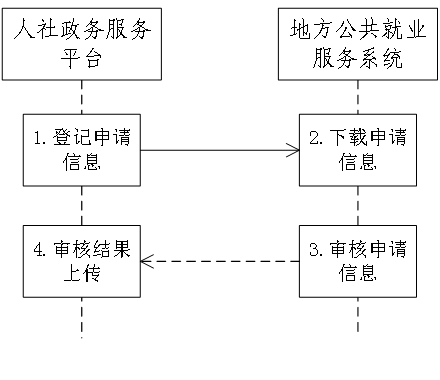 人社政务服务
平台
地方公共就业
服务系统
1.登记申请
信息
2.下载申请
信息
4.审核结果
上传
3.审核申请
信息